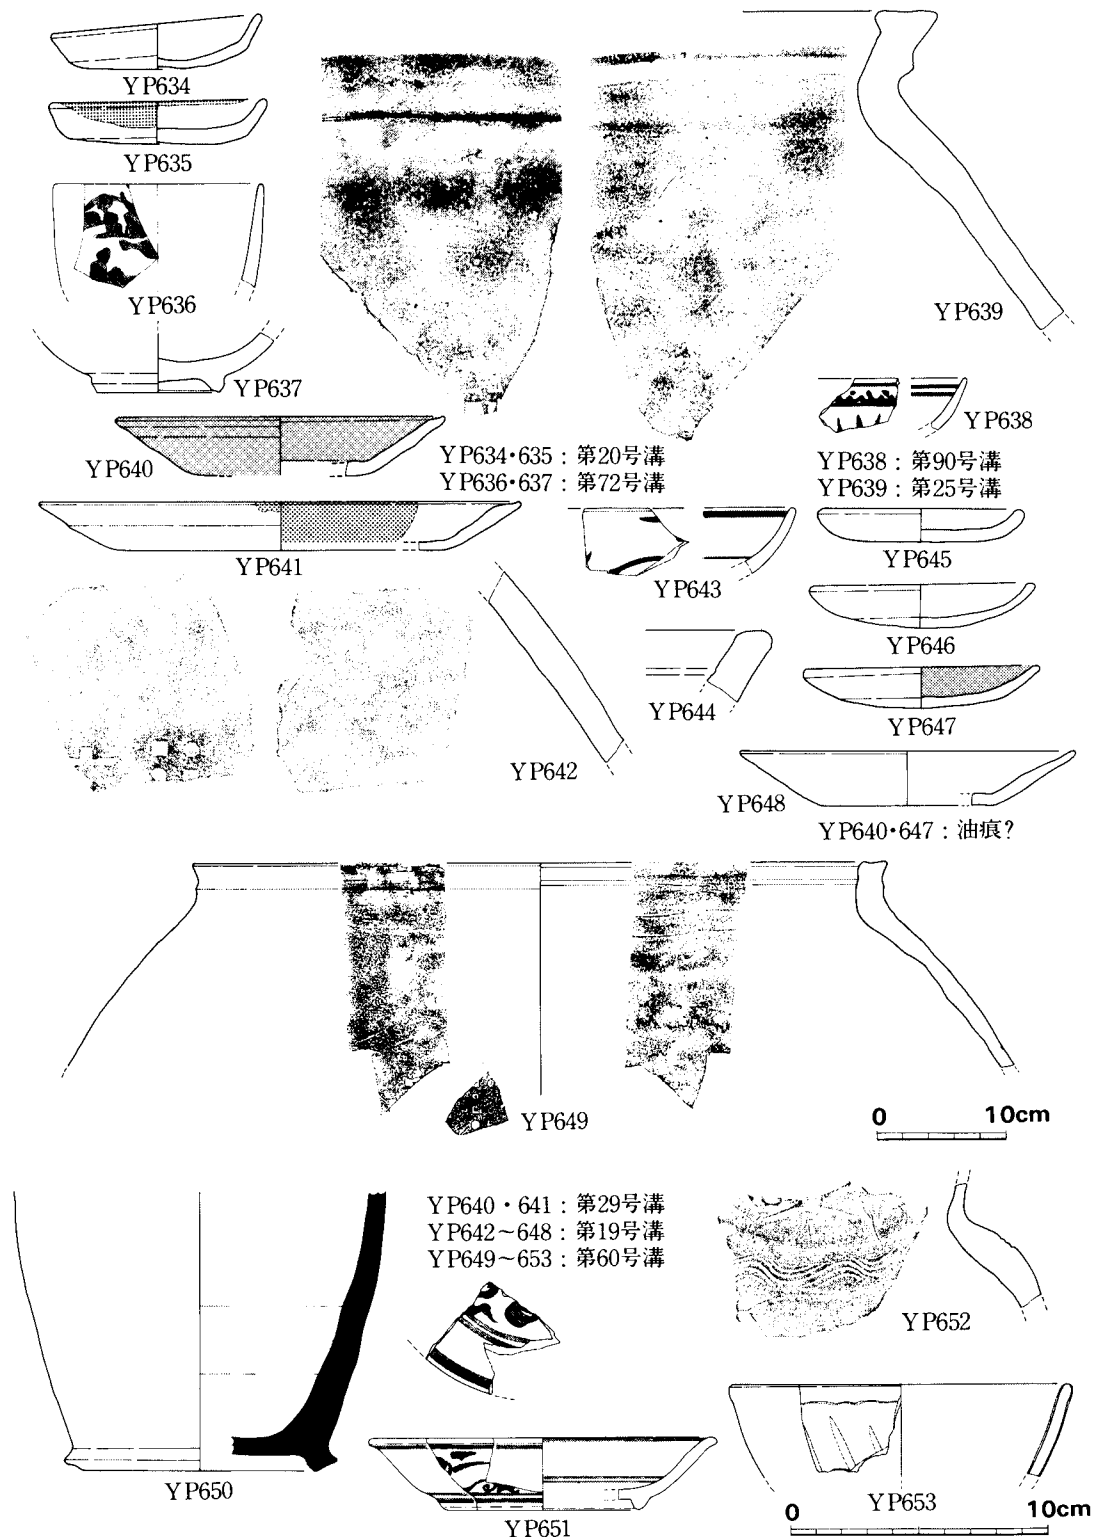 YP634
YP635
YP636
YP639
YP637
YP638
YP640
YP634・635：第20号溝
YP636・637：第72号溝
YP638：第90号溝
YP639：第25号溝
YP641
YP643
YP645
YP646
YP644
YP647
YP642
YP648
YP640・647：油痕?
YP649
0 10cm
YP640・641：第29号溝
YP642~648：第19号溝
YP649~653：第60号溝
YP652
YP650
YP651
YP653
0 10cm